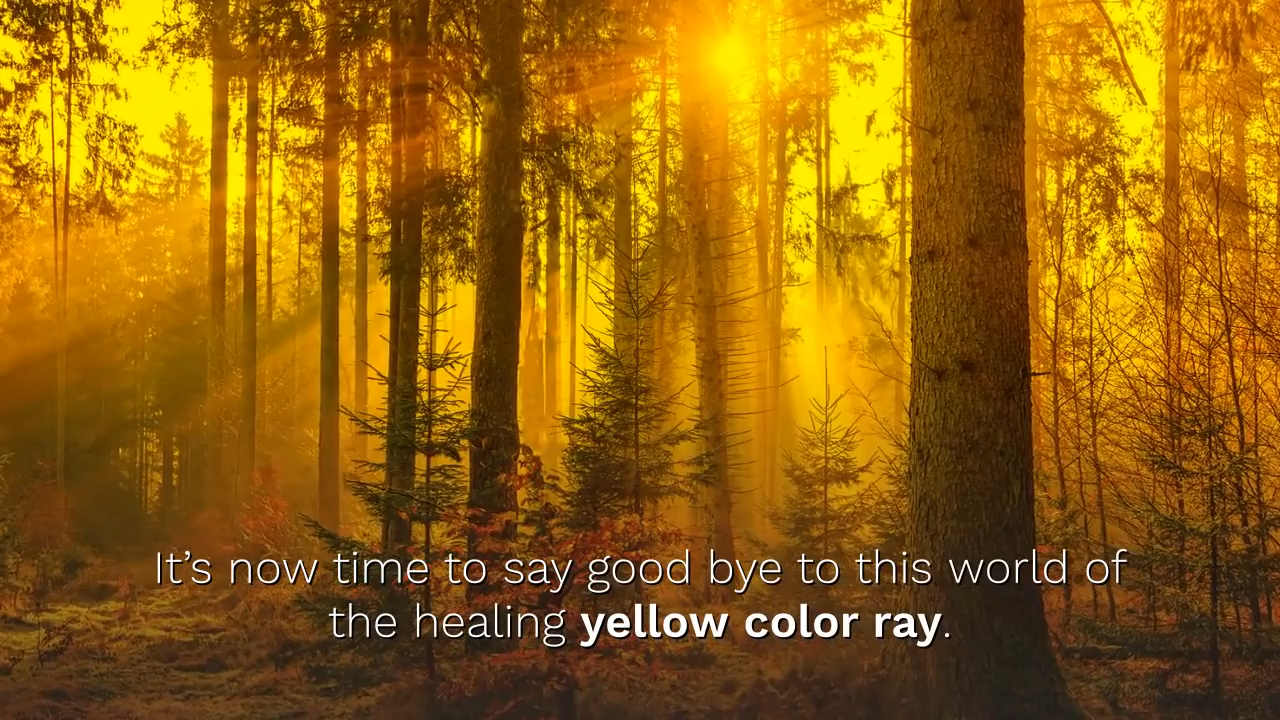 It’s now time to say good bye to this world of
the healing yellow color ray.